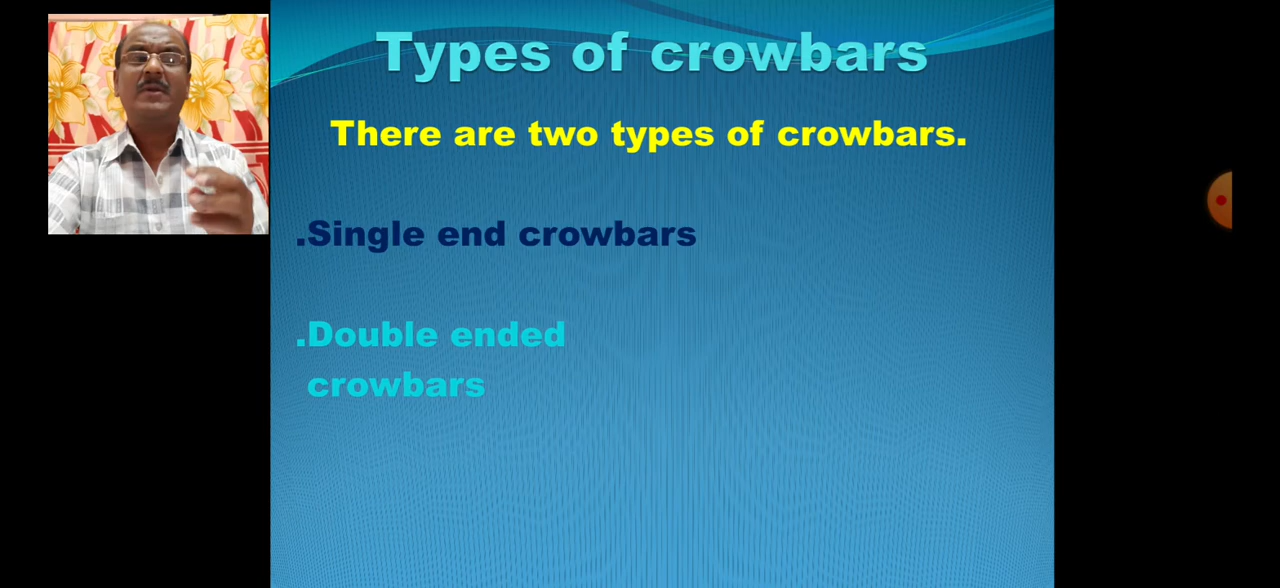 Types of crowbars
There are two types of crowbars.
.Single end crowbars
.Double ended
crowbars